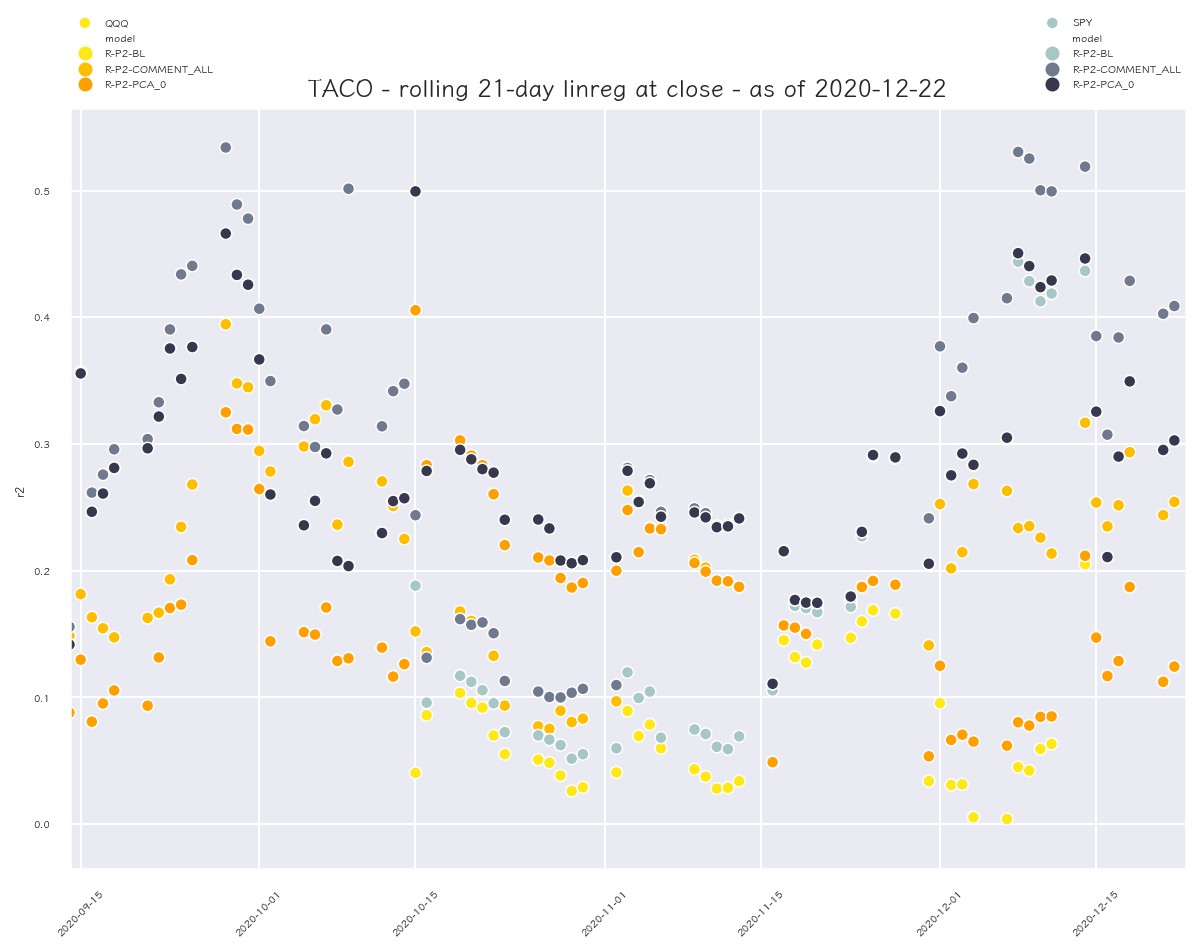 QQQ
model
R-P2-BL
R-P2-COMMENT_ALL
R-P2-PCA_0
SPY
model
R-P2-BL
R-P2-COMMENT_ALL
R-P2-PCA_0
TACO - rolling 21-day linreg at close - as of 2020-12-22
0.5
0.4
0.3
r2
0.2
0.1
0.0
2020-09-15
2020-10-01
2020-10-15
2020-11-01
2020-11-15
2020-12-01
2020-12-15